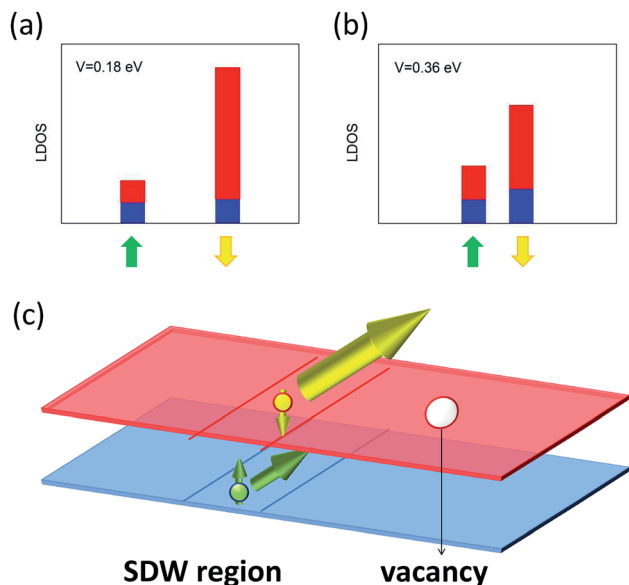 (a)
(b)
V=0.18 eV
V=0.36 eV
LDOS
LDOS
(c)
SDW region
vacancy